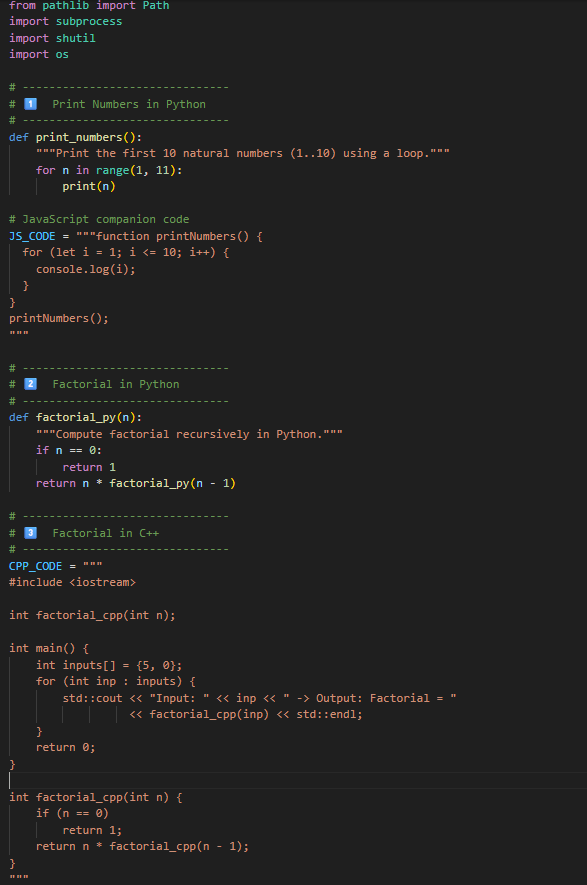 from pathlib import Path
import subprocess
import shutil
import os

# -------------------------------
# 1️⃣  Print Numbers in Python
# -------------------------------
def print_numbers():
    """Print the first 10 natural numbers (1..10) using a loop."""
    for n in range(1, 11):
        print(n)

# JavaScript companion code
JS_CODE = """function printNumbers() {
  for (let i = 1; i <= 10; i++) {
    console.log(i);
  }
}
printNumbers();
"""

# -------------------------------
# 2️⃣  Factorial in Python
# -------------------------------
def factorial_py(n):
    """Compute factorial recursively in Python."""
    if n == 0:
        return 1
    return n * factorial_py(n - 1)

# -------------------------------
# 3️⃣  Factorial in C++
# -------------------------------
CPP_CODE = """
#include <iostream>

int factorial_cpp(int n);

int main() {
    int inputs[] = {5, 0};
    for (int inp : inputs) {
        std::cout << "Input: " << inp << " -> Output: Factorial = "
                  << factorial_cpp(inp) << std::endl;
    }
    return 0;
}

int factorial_cpp(int n) {
    if (n == 0)
        return 1;
    return n * factorial_cpp(n - 1);
}
"""